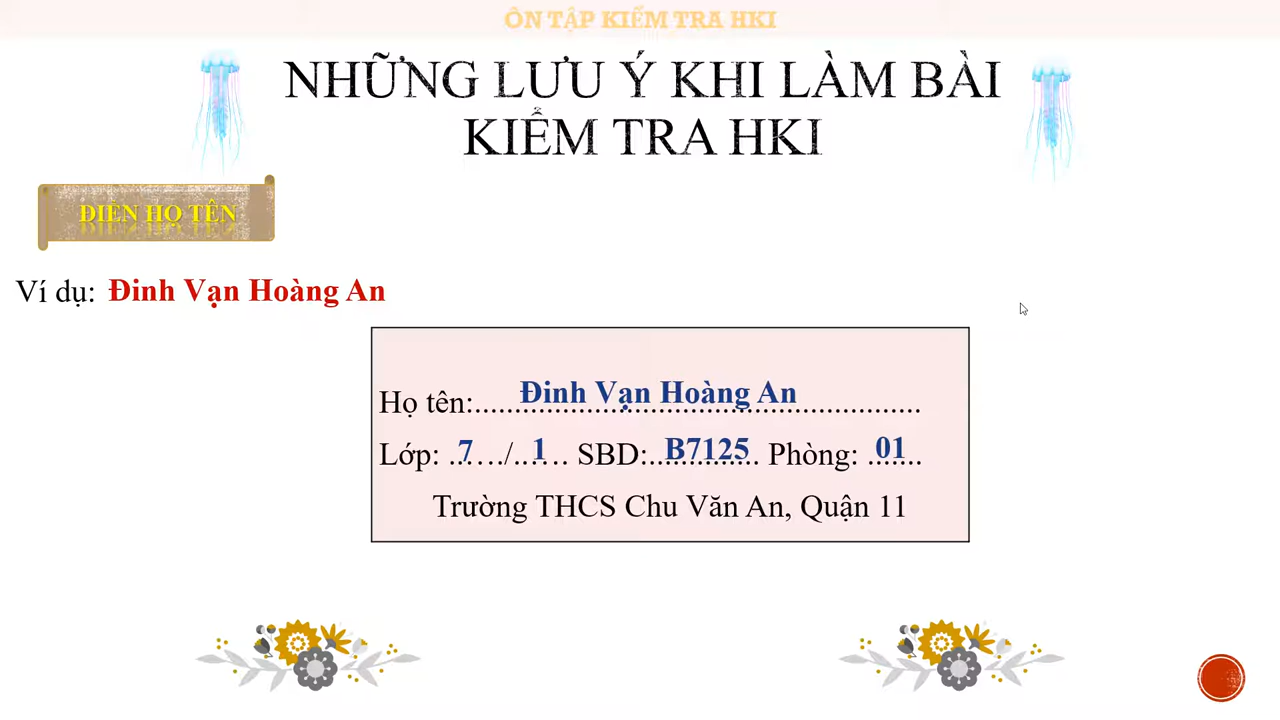 ÔN TẬP KIỂM TRA HKI
NHỮNG LƯU Ý KHI LÀM BÀI
KIỂM TRA HKI
ĐIỀN HỌ TÊN
Ví dụ: Đinh Vạn Hoàng An
Họ tên:.......Đinh Vạn Hoàng An.......
Lớp: ..7.../...1... SBD:..B7125.. Phòng: ..01..
Trường THCS Chu Văn An, Quận 11